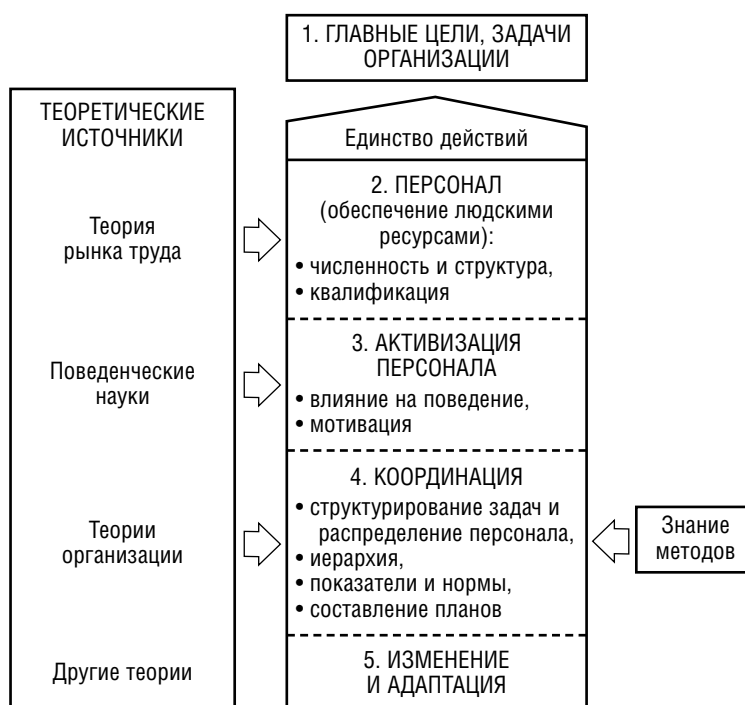 1. ГЛАВНЫЕ ЦЕЛИ, ЗАДАЧИ
ОРГАНИЗАЦИИ
ТЕОРЕТИЧЕСКИЕ
ИСТОЧНИКИ
Единство действий
Теория
рынка труда
2. ПЕРСОНАЛ
(обеспечение людскими
ресурсами):
• численность и структура,
• квалификация
Поведенческие
науки
3. АКТИВИЗАЦИЯ
ПЕРСОНАЛА
• влияние на поведение,
• мотивация
Теории
организации
4. КООРДИНАЦИЯ
• структурирование задач и
распределение персонала,
• иерархия,
• показатели и нормы,
• составление планов
Знание
методов
Другие теории
5. ИЗМЕНЕНИЕ
И АДАПТАЦИЯ